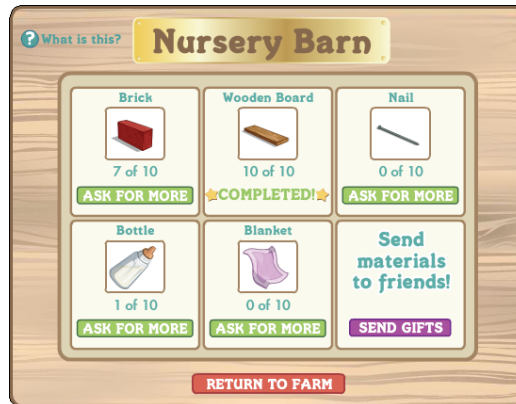 What is this?
Nursery Barn
Brick
7 of 10
ASK FOR MORE
Wooden Board
10 of 10
COMPLETED!
Nail
0 of 10
ASK FOR MORE
Bottle
1 of 10
ASK FOR MORE
Blanket
0 of 10
ASK FOR MORE
Send
materials
to friends!
SEND GIFTS
RETURN TO FARM